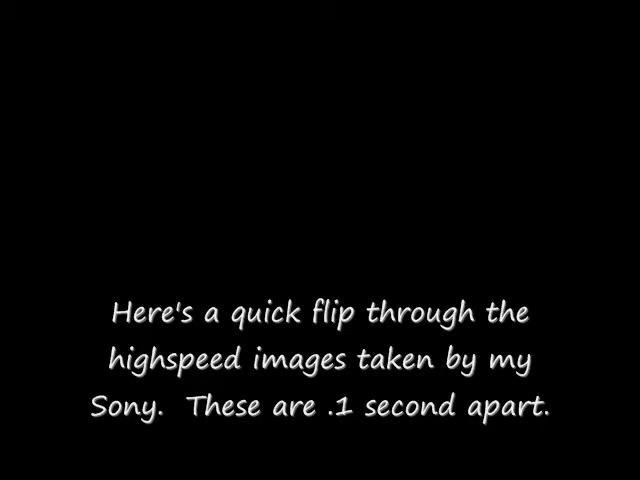 Here's a quick flip through the
highspeed images taken by my
Sony.  These are .1 second apart.